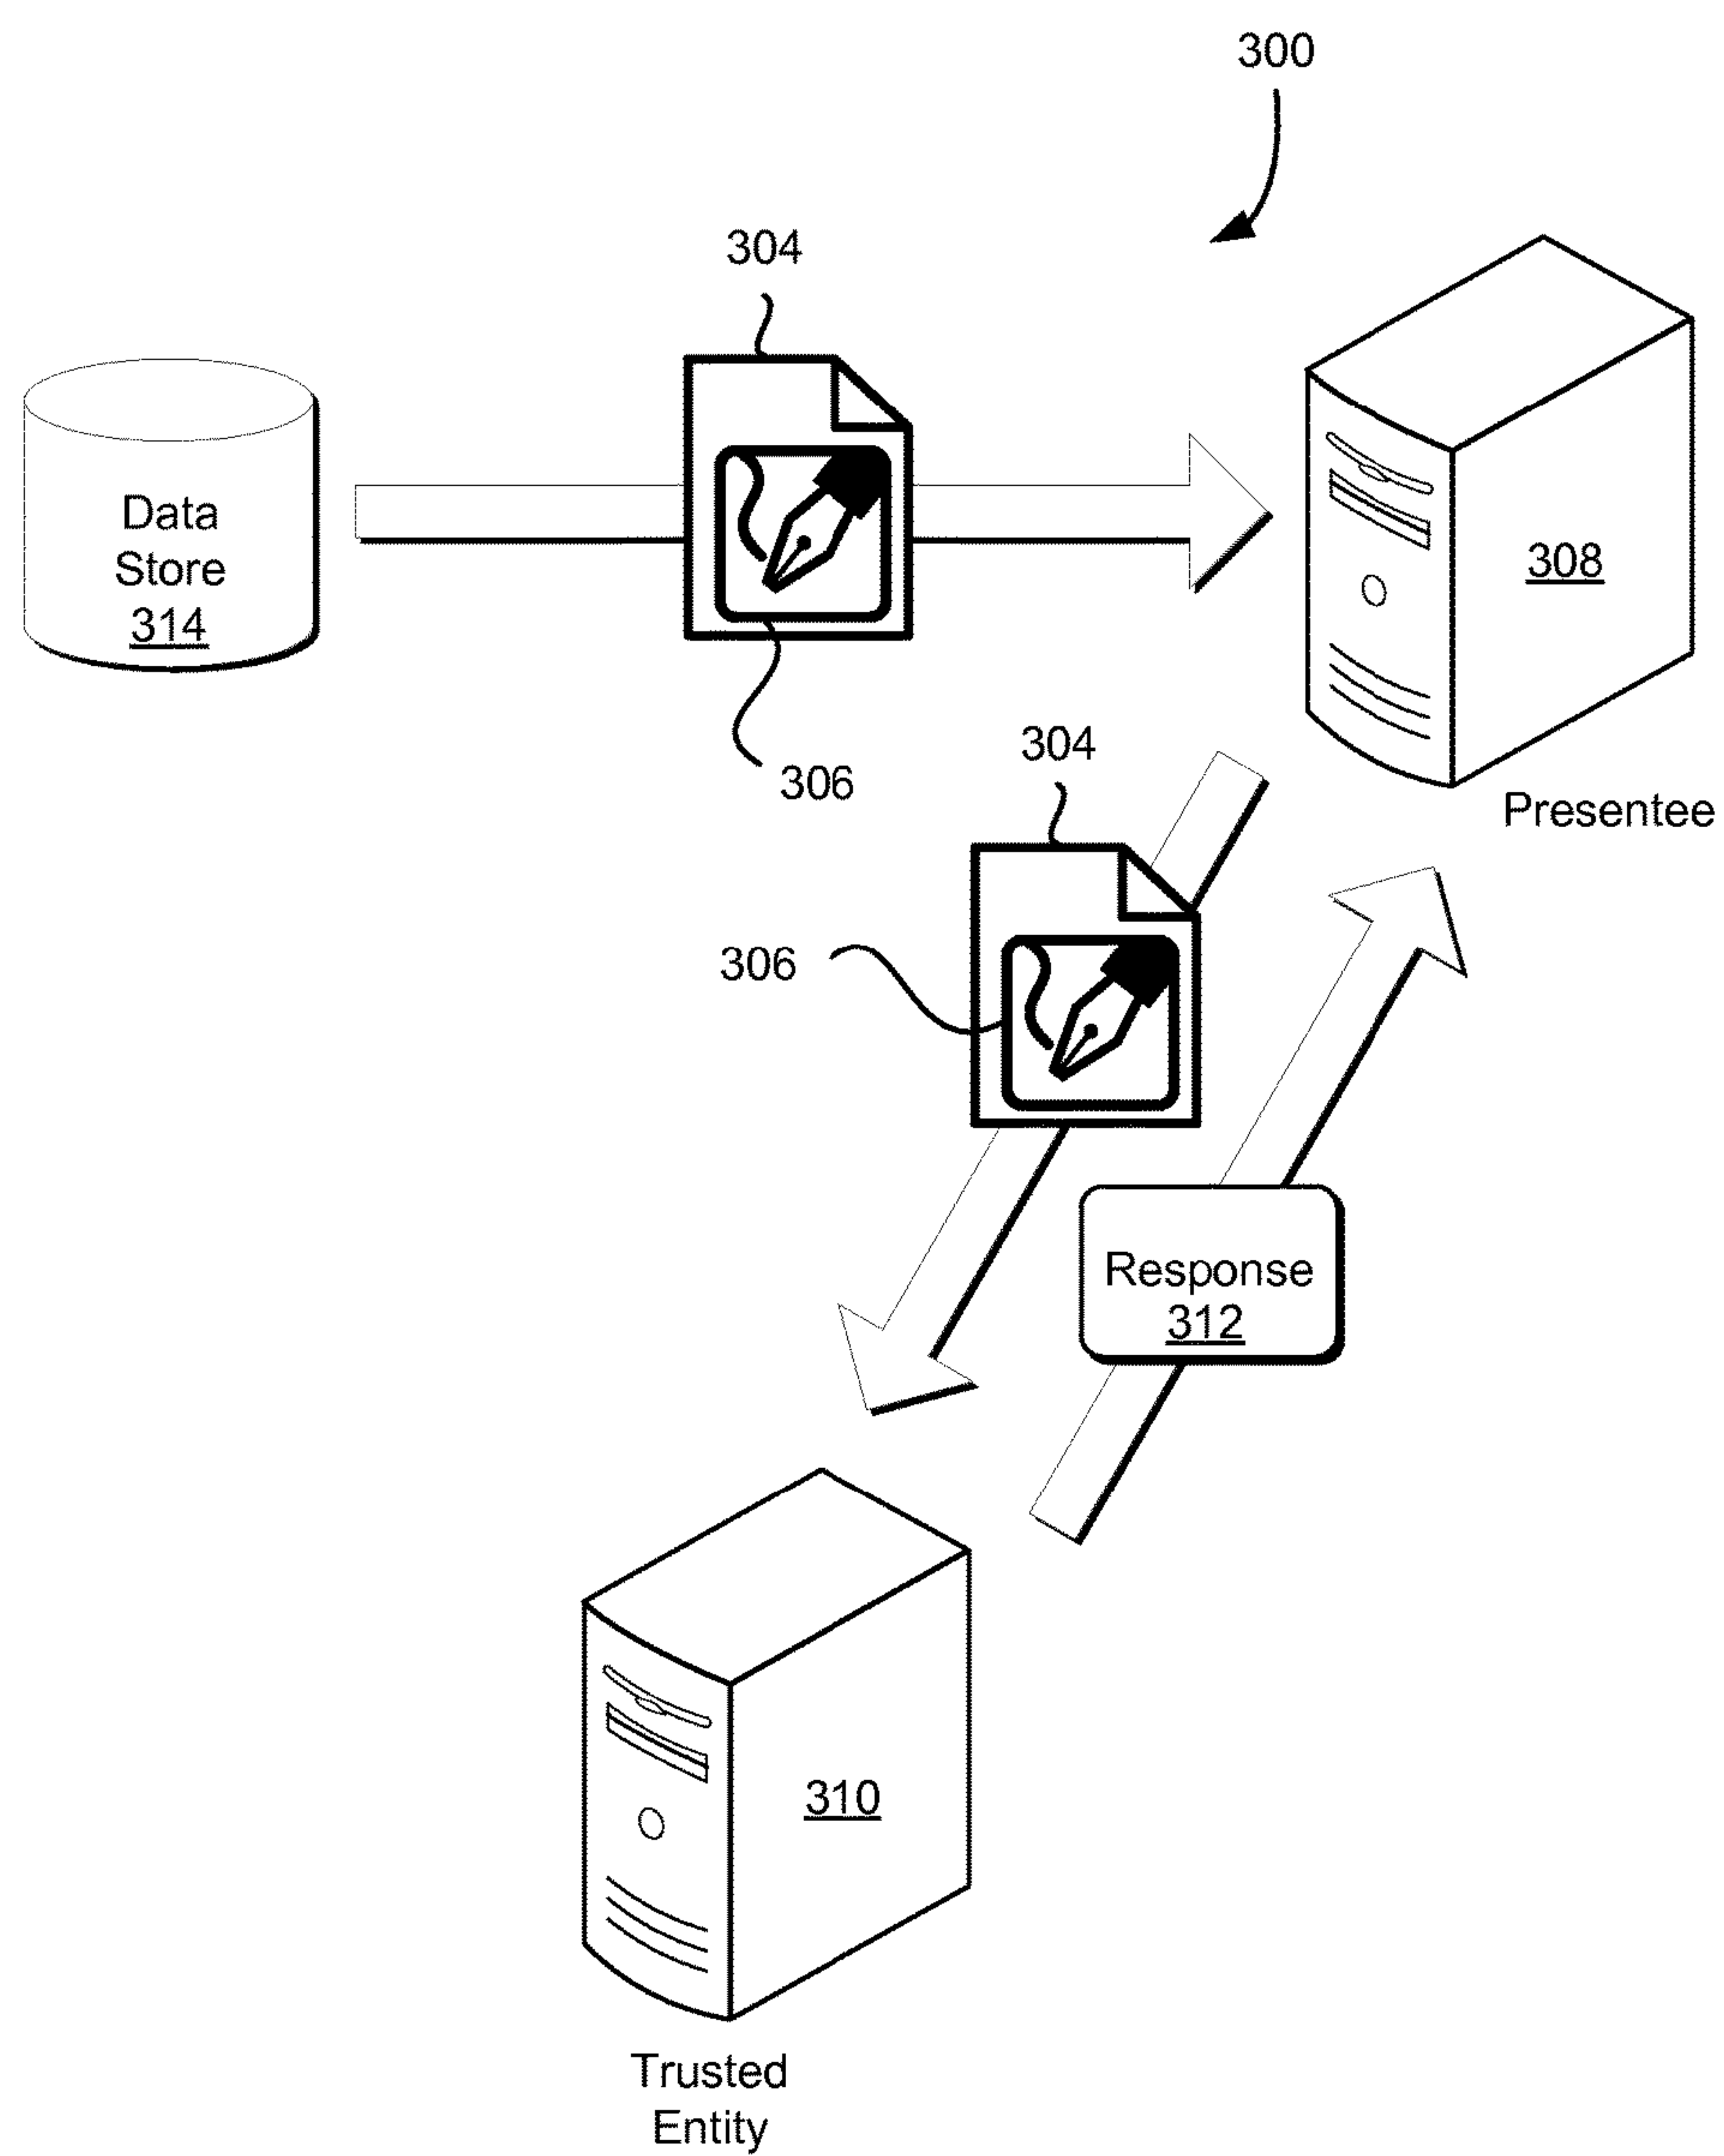 300
304
Data
Store
314
308
306
304
Presentee
306
Response
312
310
Trusted
Entity